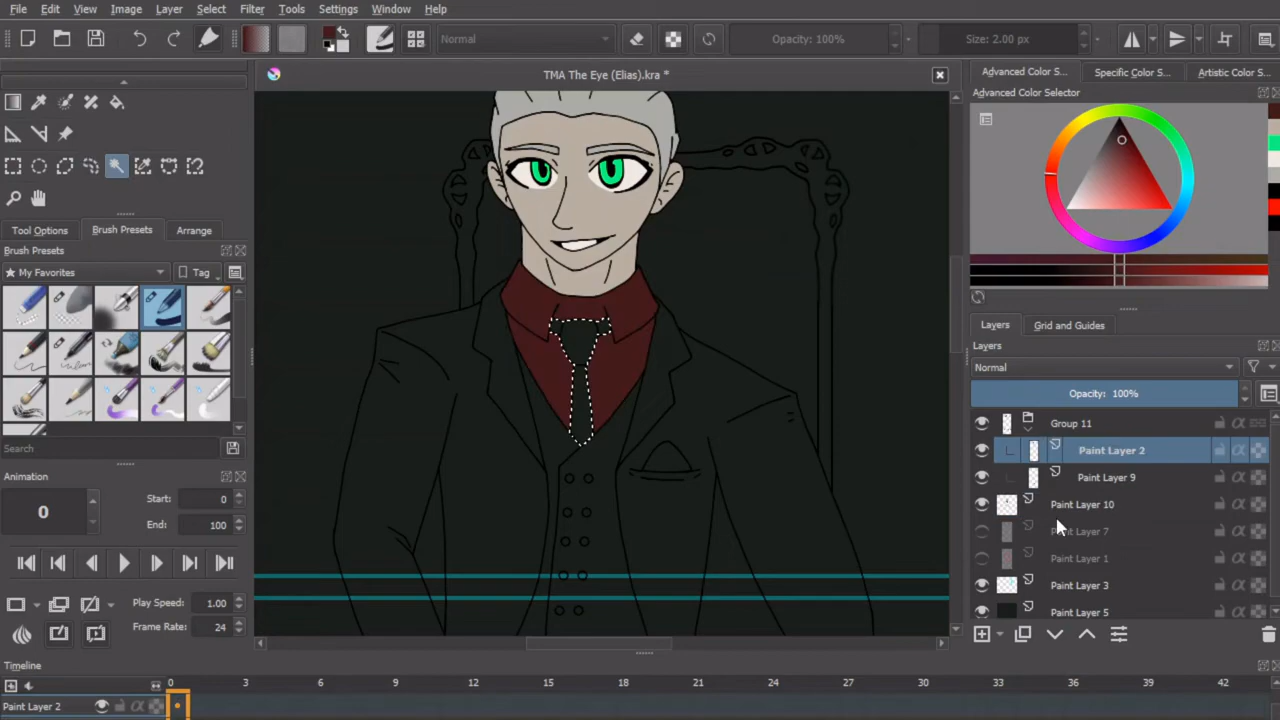 File Edit View Image Layer Select Filter Tools Settings Window Help
Normal Opacity: 100% Size: 2.00 px
TMA The Eye (Elias).kra *
Advanced Color S... Specific Color S... Artistic Color S...
Advanced Color Selector
Tool Options Brush Presets Arrange
Brush Presets
My Favorites Tag
Search
Animation
0 Start: 0
End: 100
Play Speed: 1.00
Frame Rate: 24
Layers Grid and Guides
Layers
Normal
Opacity: 100%
Group 11
Paint Layer 2
Paint Layer 9
Paint Layer 10
Layer 7
Paint Layer 1
Paint Layer 3
Paint Layer 5
Timeline
0 3 6 9 12 15 18 21 24 27 30 33 36 39 42
Paint Layer 2